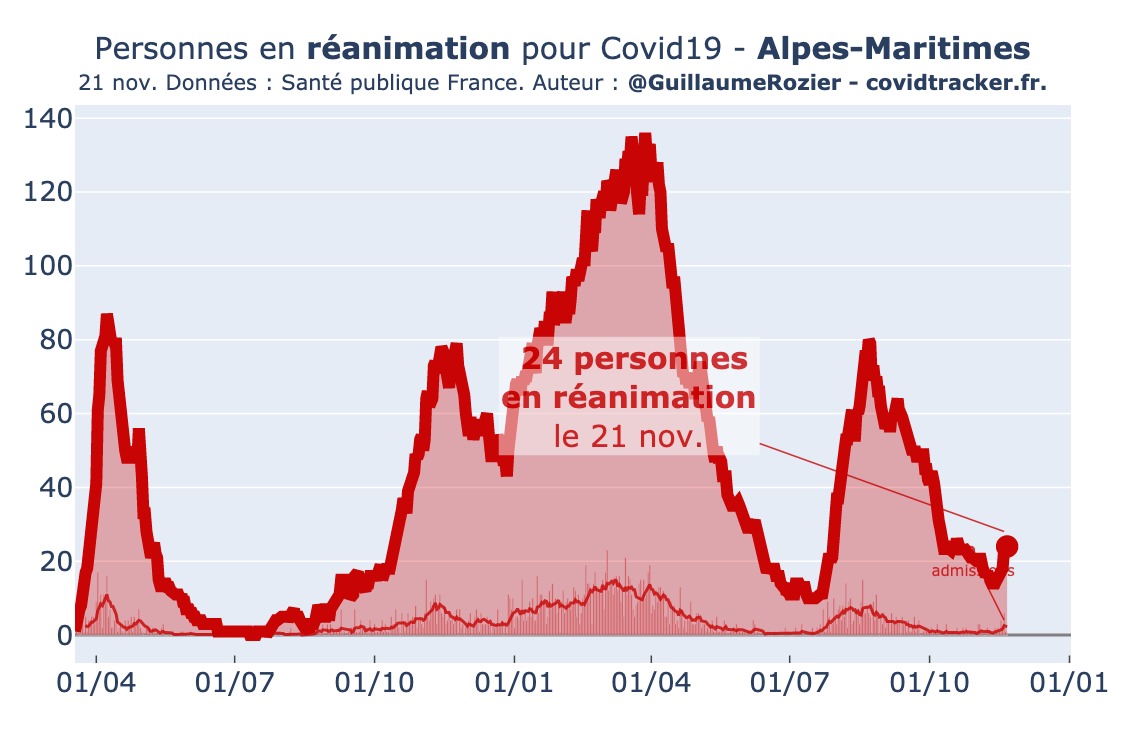 Personnes en réanimation pour Covid19 - Alpes-Maritimes
21 nov. Données : Santé publique France. Auteur : @GuillaumeRozier - covidtracker.fr.
140
120
100
80
60
40
20
0
24 personnes
en réanimation
le 21 nov.
admissions
01/04 01/07 01/10 01/01 01/04 01/07 01/10 01/01